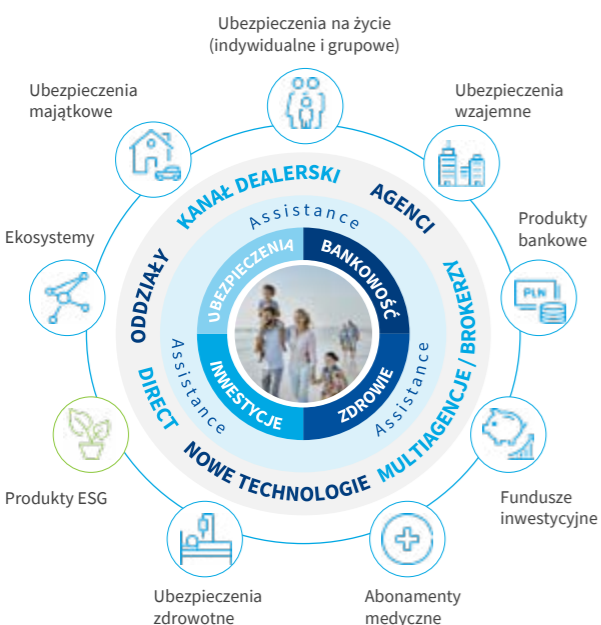 Ubezpieczenia na życie
(indywidualne i grupowe)
Ubezpieczenia
majątkowe
Ubezpieczenia
wzajemne
KANAŁ DEALERSKI
AGENCI
Assistance
Ekosystemy
Produkty
bankowe
ODDZIAŁY
UBEZPIECZENIA
BANKOWOŚĆ
MULTIAGENCJE / BROKERZY
PLN
Assistance
Assistance
DIRECT
INWESTYCJE
ZDROWIE
NOWE TECHNOLOGIE
Produkty ESG
Fundusze
inwestycyjne
Ubezpieczenia
zdrowotne
Abonamenty
medyczne